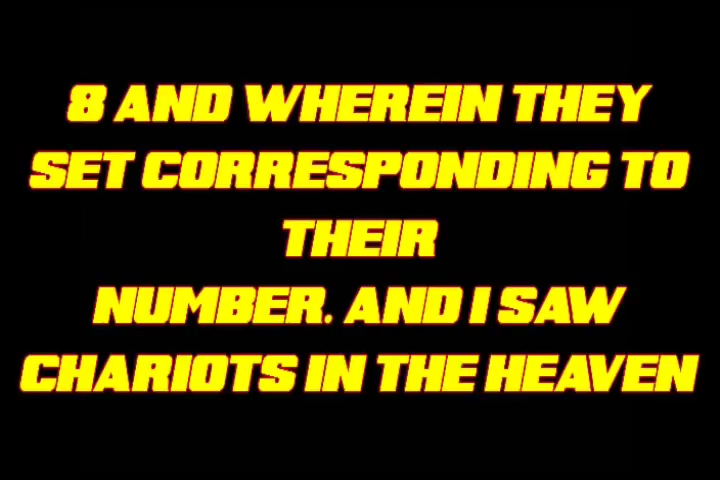 8 AND WHEREIN THEY
SET CORRESPONDING TO
THEIR
NUMBER. AND I SAW
CHARIOTS IN THE HEAVEN